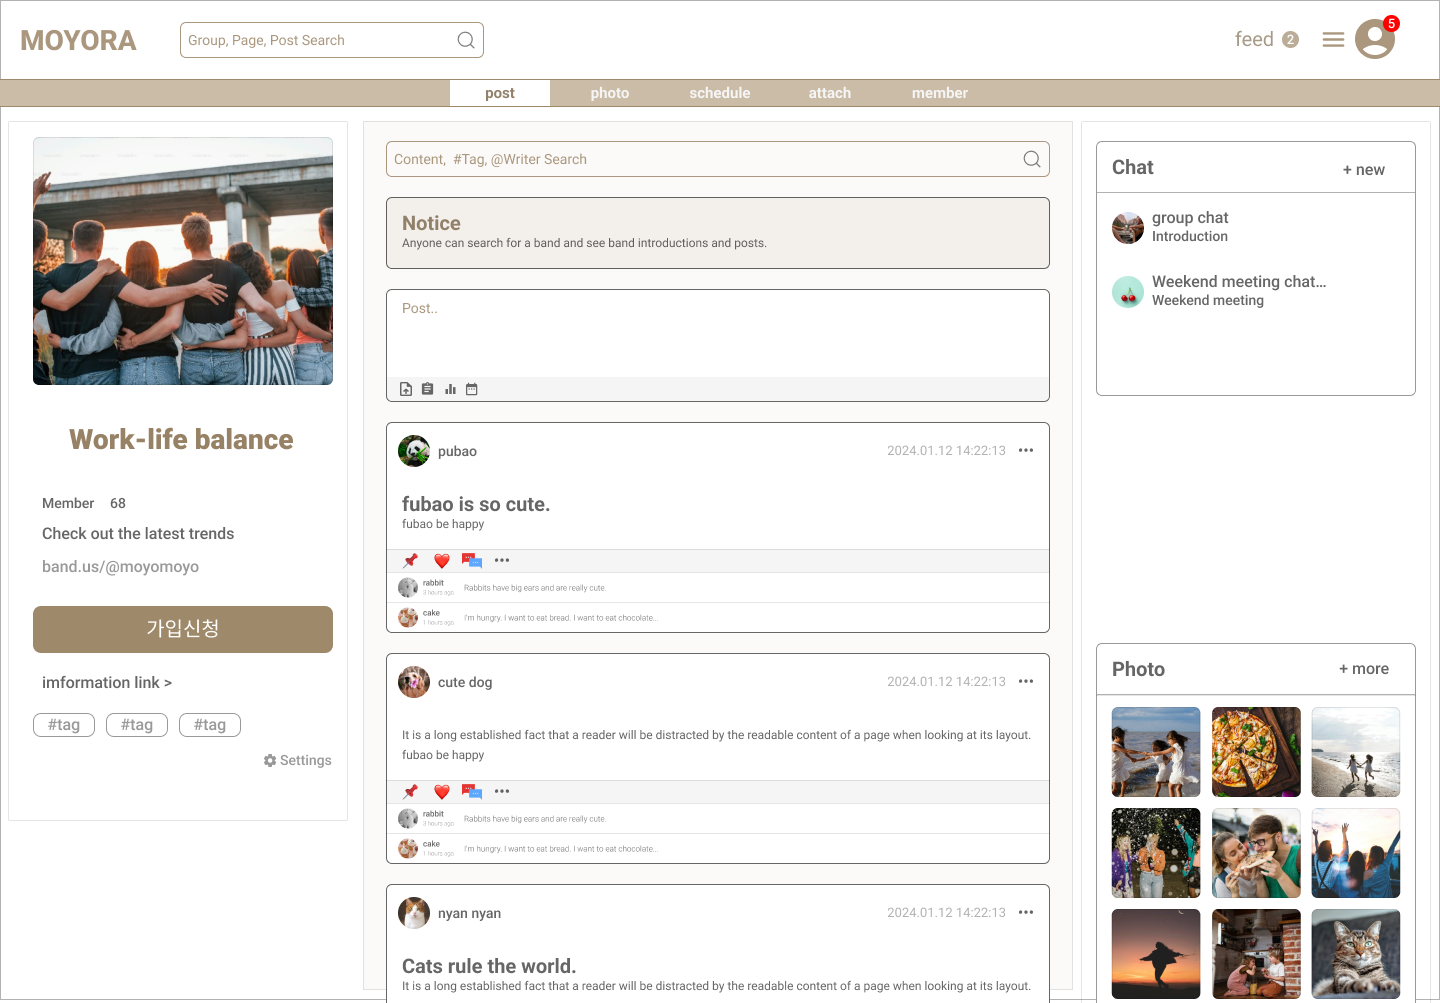 MOYORA
Group, Page, Post Search
feed 2
5
post
photo
schedule
attach
member
Work-life balance
Member 68
Check out the latest trends
band.us/@moyomoyo
가입신청
imformation link >
#tag
#tag
#tag
Settings
Content, #Tag, @Writer Search
Notice
Anyone can search for a band and see band introductions and posts.
Post..
pubao
2024.01.12 14:22:13
fubao is so cute.
fubao be happy
rabbit
3 hours ago
Rabbits have big ears and are really cute.
cake
1 hours ago
I'm hungry. I want to eat bread. I want to eat chocolate...
cute dog
2024.01.12 14:22:13
It is a long established fact that a reader will be distracted by the readable content of a page when looking at its layout.
fubao be happy
rabbit
3 hours ago
Rabbits have big ears and are really cute.
cake
1 hours ago
I'm hungry. I want to eat bread. I want to eat chocolate...
nyan nyan
2024.01.12 14:22:13
Cats rule the world.
It is a long established fact that a reader will be distracted by the readable content of a page when looking at its layout.
Chat
+ new
group chat
Introduction
Weekend meeting chat...
Weekend meeting
Photo
+ more